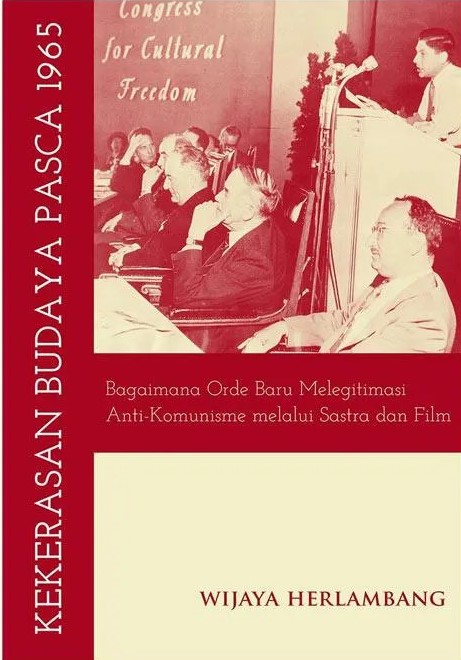 Congress
for Cultural
Freedom
KEKERASAN BUDAYA PASCA 1965
Bagaimana Orde Baru Melegitimasi
Anti-Komunisme melalui Sastra dan Film
WIJAYA HERLAMBANG